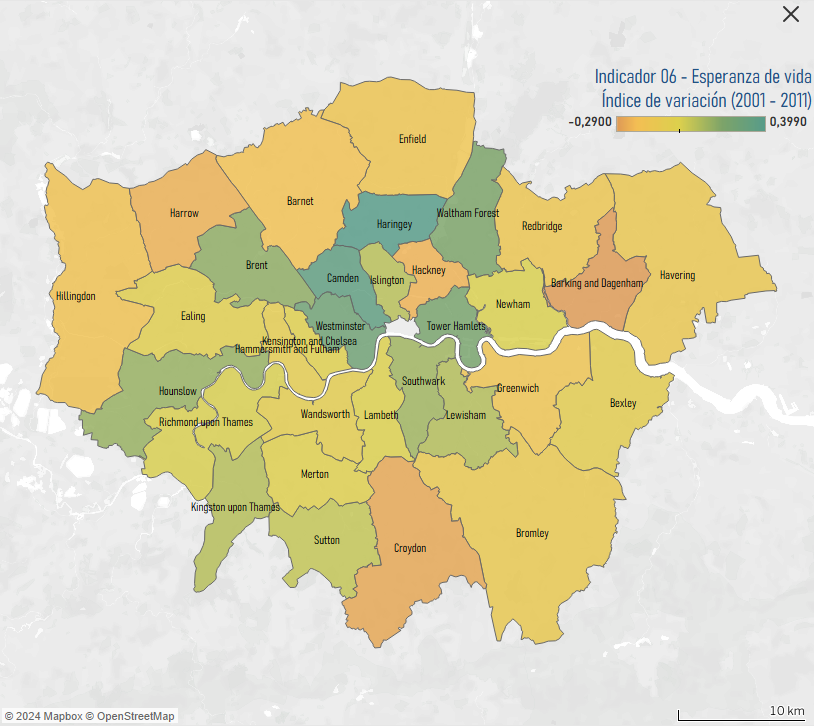 Indicador 06 - Esperanza de vida
Índice de variación (2001 - 2011)
-0,2900 0,3990
Enfield
Barnet
Harrow
Haringey
Waltham Forest
Redbridge
Brent
Camden
Islington
Hackney
Barking and Dagenham
Havering
Hillingdon
Ealing
Westminster
Tower Hamlets
Newham
Kensington and Chelsea
Hammersmith and Fulham
Hounslow
Southwark
Greenwich
Bexley
Richmond upon Thames
Wandsworth
Lambeth
Lewisham
Merton
Kingston upon Thames
Sutton
Croydon
Bromley
10 km
© 2024 Mapbox © OpenStreetMap